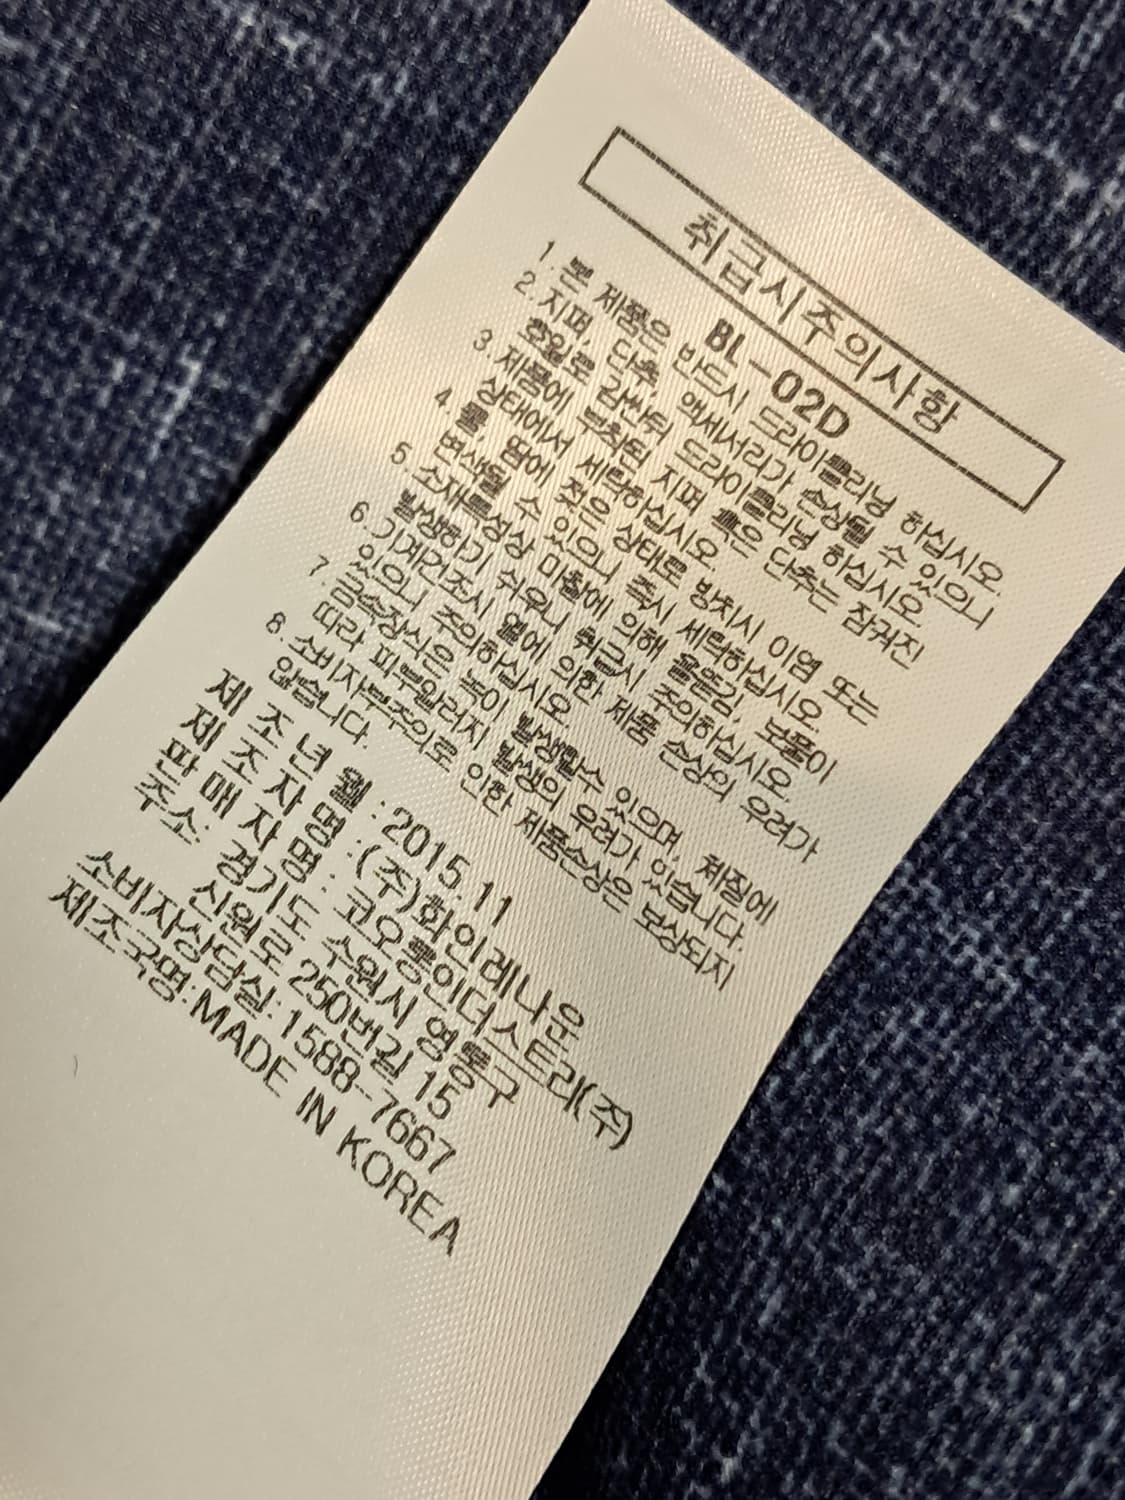 취급시주의사항
BL-02D
1. 본 제품은 반드시 드라이클리닝 하십시오.
2. 지퍼, 단추, 액세서리가 손상될 수 있으니
호일로 감싼뒤 드라이클리닝 하십시오.
3. 제품에 부착된 지퍼 혹은 단추는 잠궈진
상태에서 세탁하십시오.
4. 물, 땀에 젖은 상태로 방치시 이염 또는
변색될 수 있으니 즉시 세탁하십시오.
5. 소재특성상 마찰에 의해 올뜯김, 보풀이
발생하기 쉬우니 취급시 주의하십시오.
6. 기계건조시 열에 의한 제품 손상의 우려가
있으니 주의하십시오.
7. 금속장식은 녹이 발생할수 있으며, 체질에
따라 피부알러지 발생의 우려가 있습니다.
8. 소비자부주의로 인한 제품손상은 보상되지
않습니다.
제 조 년 월 : 2015. 11
제 조 자 명 : (주)화인레나운
판 매 자 명 : 코오롱인더스트리(주)
주소: 경기도 수원시 영통구
신원로 250번길 15
소비자상담실: 1588-7667
제조국명: MADE IN KOREA